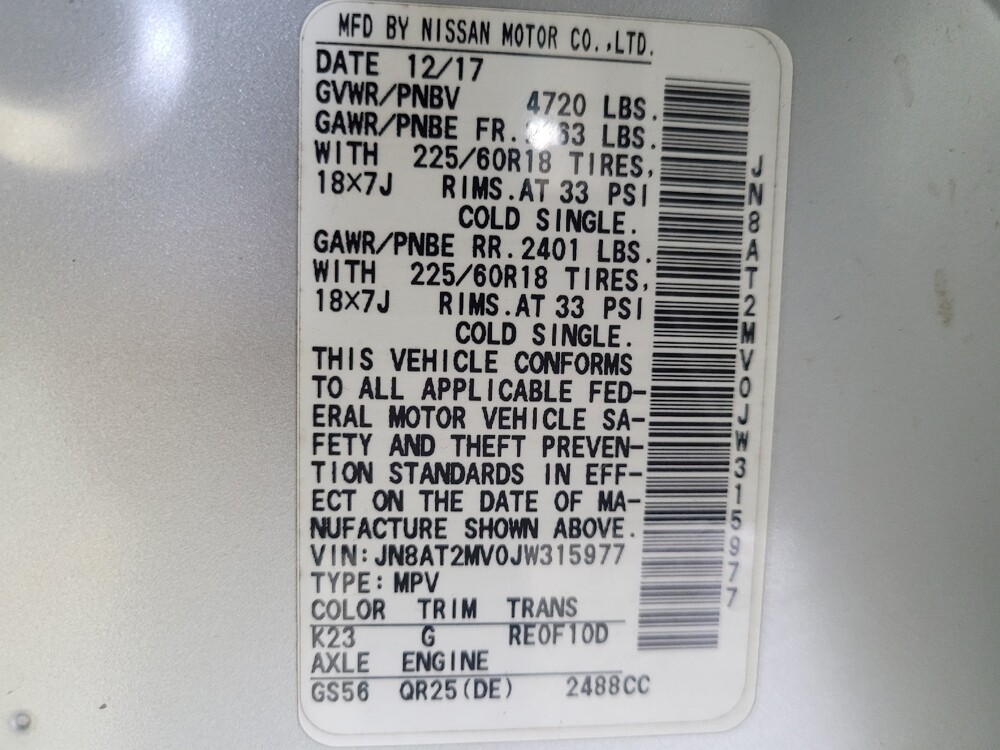 MFD BY NISSAN MOTOR CO.,LTD.
DATE 12/17
GVWR/PNBV 4720 LBS.
GAWR/PNBE FR. LBS.
WITH 225/60R18 TIRES,
18×7J RIMS.AT 33 PSI
COLD SINGLE.
GAWR/PNBE RR.2401 LBS.
WITH 225/60R18 TIRES,
18×7J RIMS.AT 33 PSI
COLD SINGLE.
THIS VEHICLE CONFORMS
TO ALL APPLICABLE FED-
ERAL MOTOR VEHICLE SA-
FETY AND THEFT PREVEN-
TION STANDARDS IN EFF-
ECT ON THE DATE OF MA-
NUFACTURE SHOWN ABOVE.
VIN:JN8AT2MV0JW315977
TYPE:MPV
COLOR TRIM TRANS
K23 G RE0F10D
AXLE ENGINE
GS56 QR25(DE) 2488CC
JN8AT2MV0JW315977